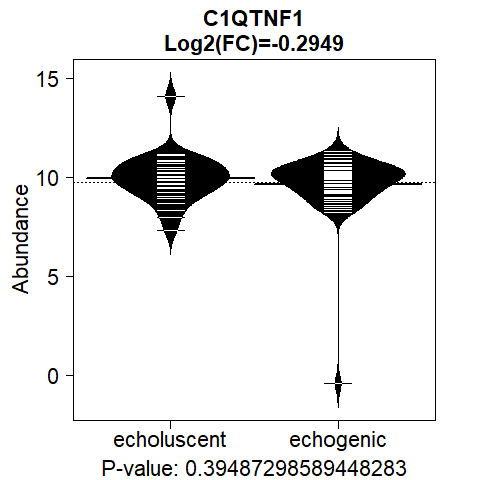 C1QTNF1
Log2(FC)=-0.2949
15
10
5
0
Abundance
echoluscent echogenic
P-value: 0.39487298589448283